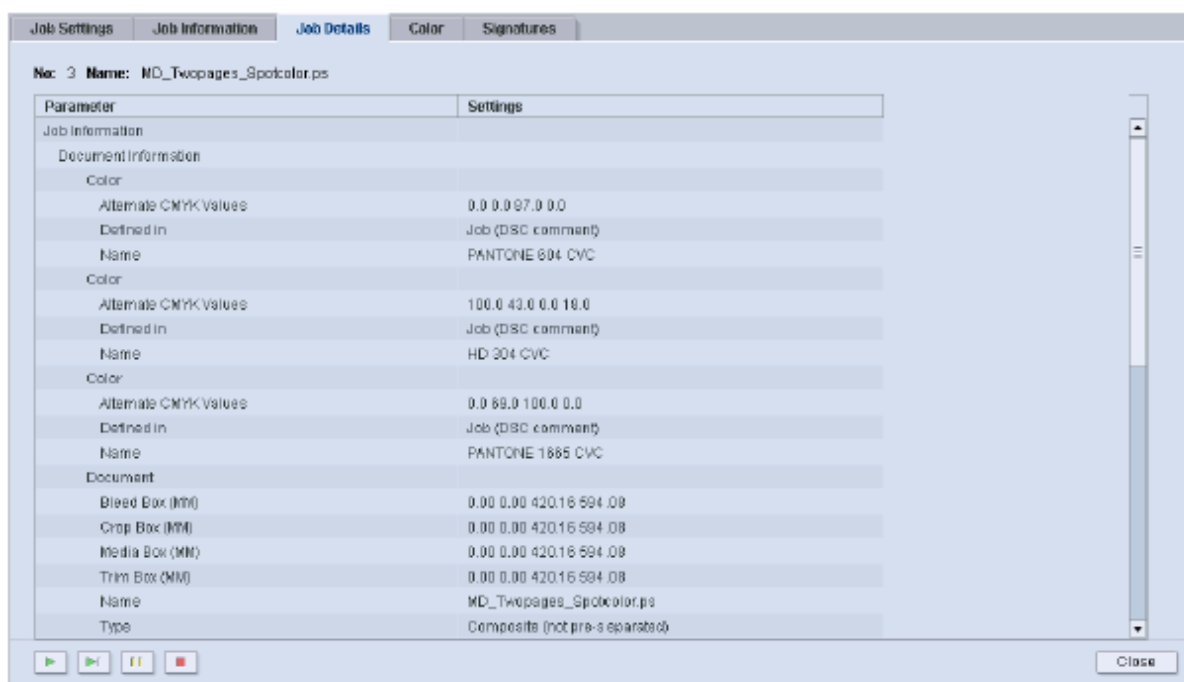 Job Settings Job Information Job Details Color Signatures
No: 3 Name: MD_Twopages_Spotcolor.ps
Parameter Settings
Job Information
Document Information
Color
Alternate CMYK Values 0.0 0.0 87.0 0.0
Defined in Job (DSC comment)
Name PANTONE 604 CVC
Color
Alternate CMYK Values 100.0 43.0 0.0 18.0
Defined in Job (DSC comment)
Name HD 304 CVC
Color
Alternate CMYK Values 0.0 69.0 100.0 0.0
Defined in Job (DSC comment)
Name PANTONE 1665 CVC
Document
Bleed Box (MM) 0.00 0.00 420.16 594.08
Crop Box (MM) 0.00 0.00 420.16 594.08
Media Box (MM) 0.00 0.00 420.16 594.08
Trim Box (MM) 0.00 0.00 420.16 594.08
Name MD_Twopages_Spotcolor.ps
Type Composite (not pre-separated)
Close